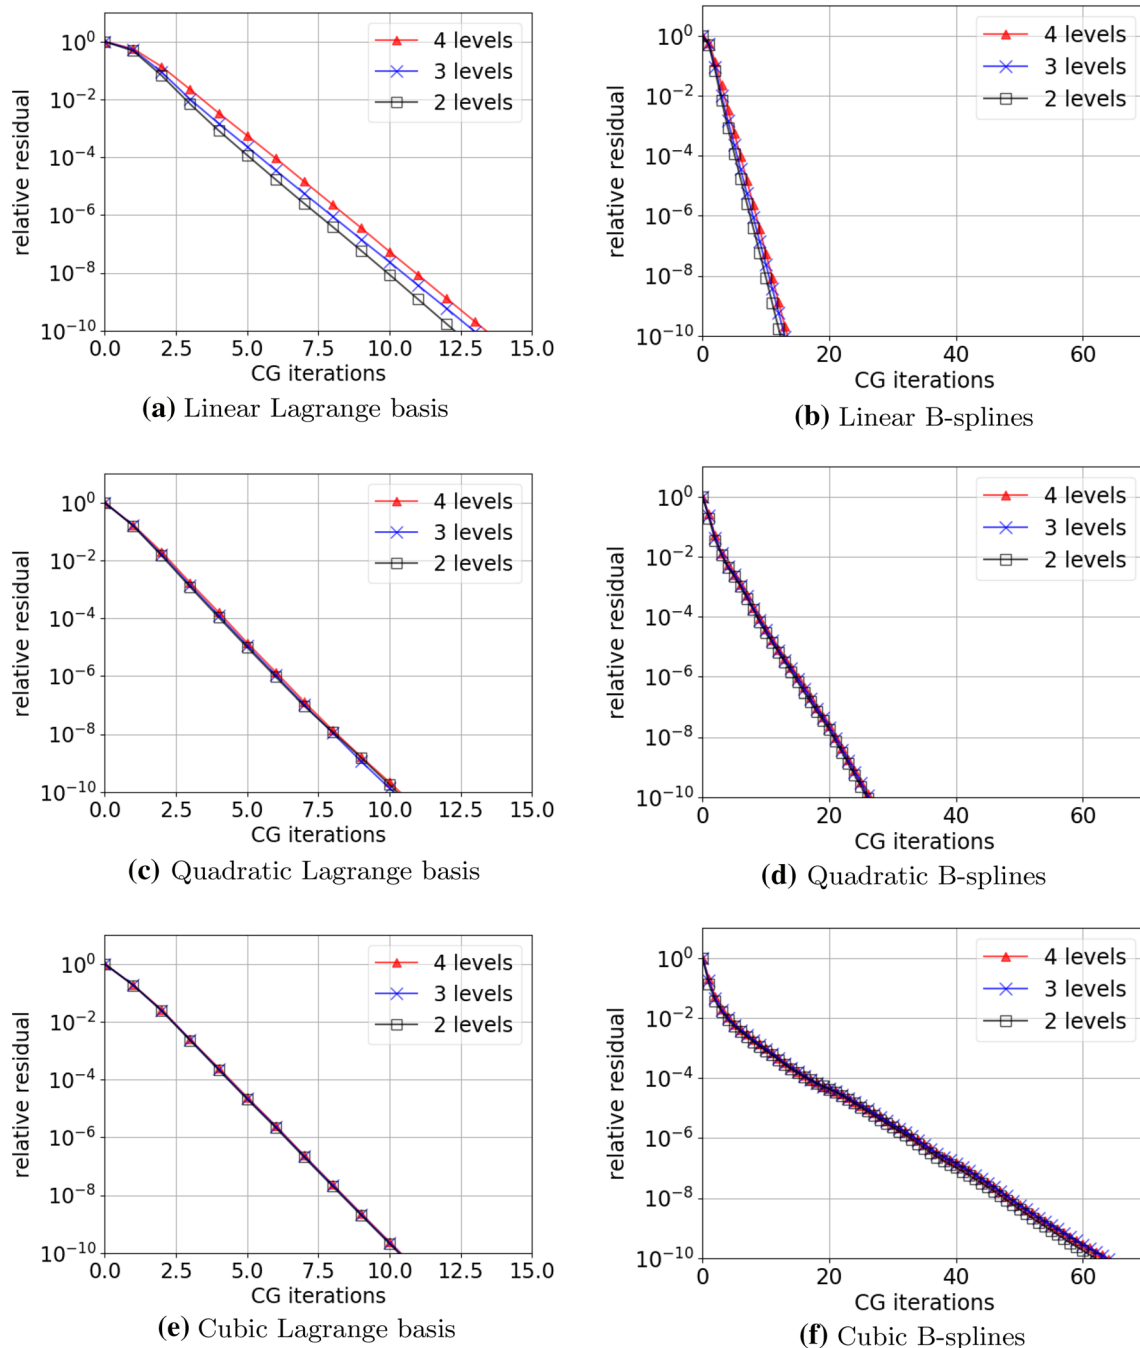 10^0
10^-2
10^-4
10^-6
10^-8
10^-10
relative residual
4 levels
3 levels
2 levels
0.0 2.5 5.0 7.5 10.0 12.5 15.0
CG iterations
(a) Linear Lagrange basis
10^0
10^-2
10^-4
10^-6
10^-8
10^-10
relative residual
4 levels
3 levels
2 levels
0 20 40 60
CG iterations
(b) Linear B-splines
10^0
10^-2
10^-4
10^-6
10^-8
10^-10
relative residual
4 levels
3 levels
2 levels
0.0 2.5 5.0 7.5 10.0 12.5 15.0
CG iterations
(c) Quadratic Lagrange basis
10^0
10^-2
10^-4
10^-6
10^-8
10^-10
relative residual
4 levels
3 levels
2 levels
0 20 40 60
CG iterations
(d) Quadratic B-splines
10^0
10^-2
10^-4
10^-6
10^-8
10^-10
relative residual
4 levels
3 levels
2 levels
0.0 2.5 5.0 7.5 10.0 12.5 15.0
CG iterations
(e) Cubic Lagrange basis
10^0
10^-2
10^-4
10^-6
10^-8
10^-10
relative residual
4 levels
3 levels
2 levels
0 20 40 60
CG iterations
(f) Cubic B-splines